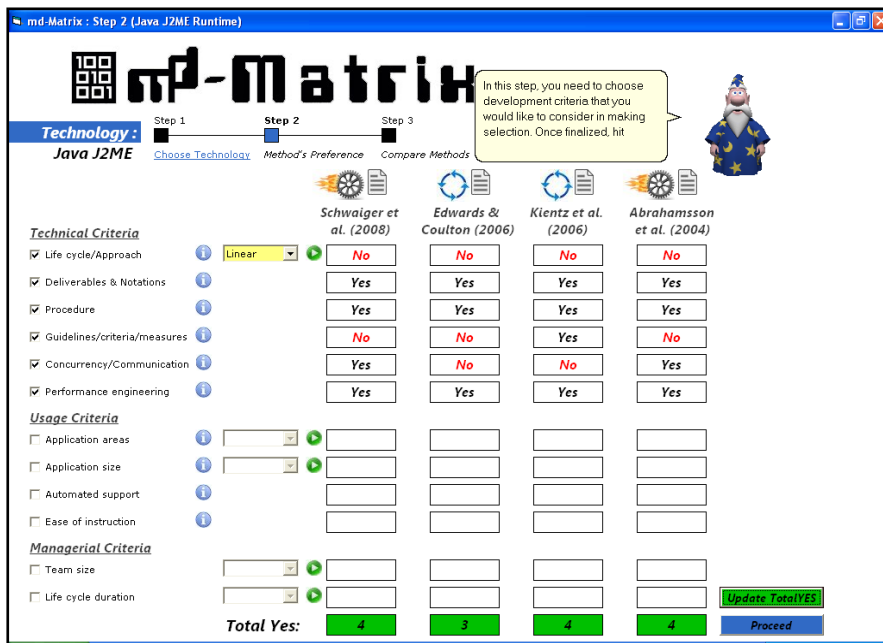 md-Matrix : Step 2 (Java J2ME Runtime)
100
010
001
md-Matrix
In this step, you need to choose
development criteria that you
would like to consider in making
selection. Once finalized, hit
Technology :
Java J2ME
Step 1
Step 2
Step 3
Choose Technology
Method's Preference
Compare Methods
Schwaiger et
al. (2008)
Edwards &
Coulton (2006)
Kientz et al.
(2006)
Abrahamsson
et al. (2004)
Technical Criteria
Life cycle/Approach Linear No No No No
Deliverables & Notations Yes Yes Yes Yes
Procedure Yes Yes Yes Yes
Guidelines/criteria/measures No No Yes No
Concurrency/Communication Yes No No Yes
Performance engineering Yes Yes Yes Yes
Usage Criteria
Application areas
Application size
Automated support
Ease of instruction
Managerial Criteria
Team size
Life cycle duration
Update TotalYES
Total Yes: 4 3 4 4
Proceed